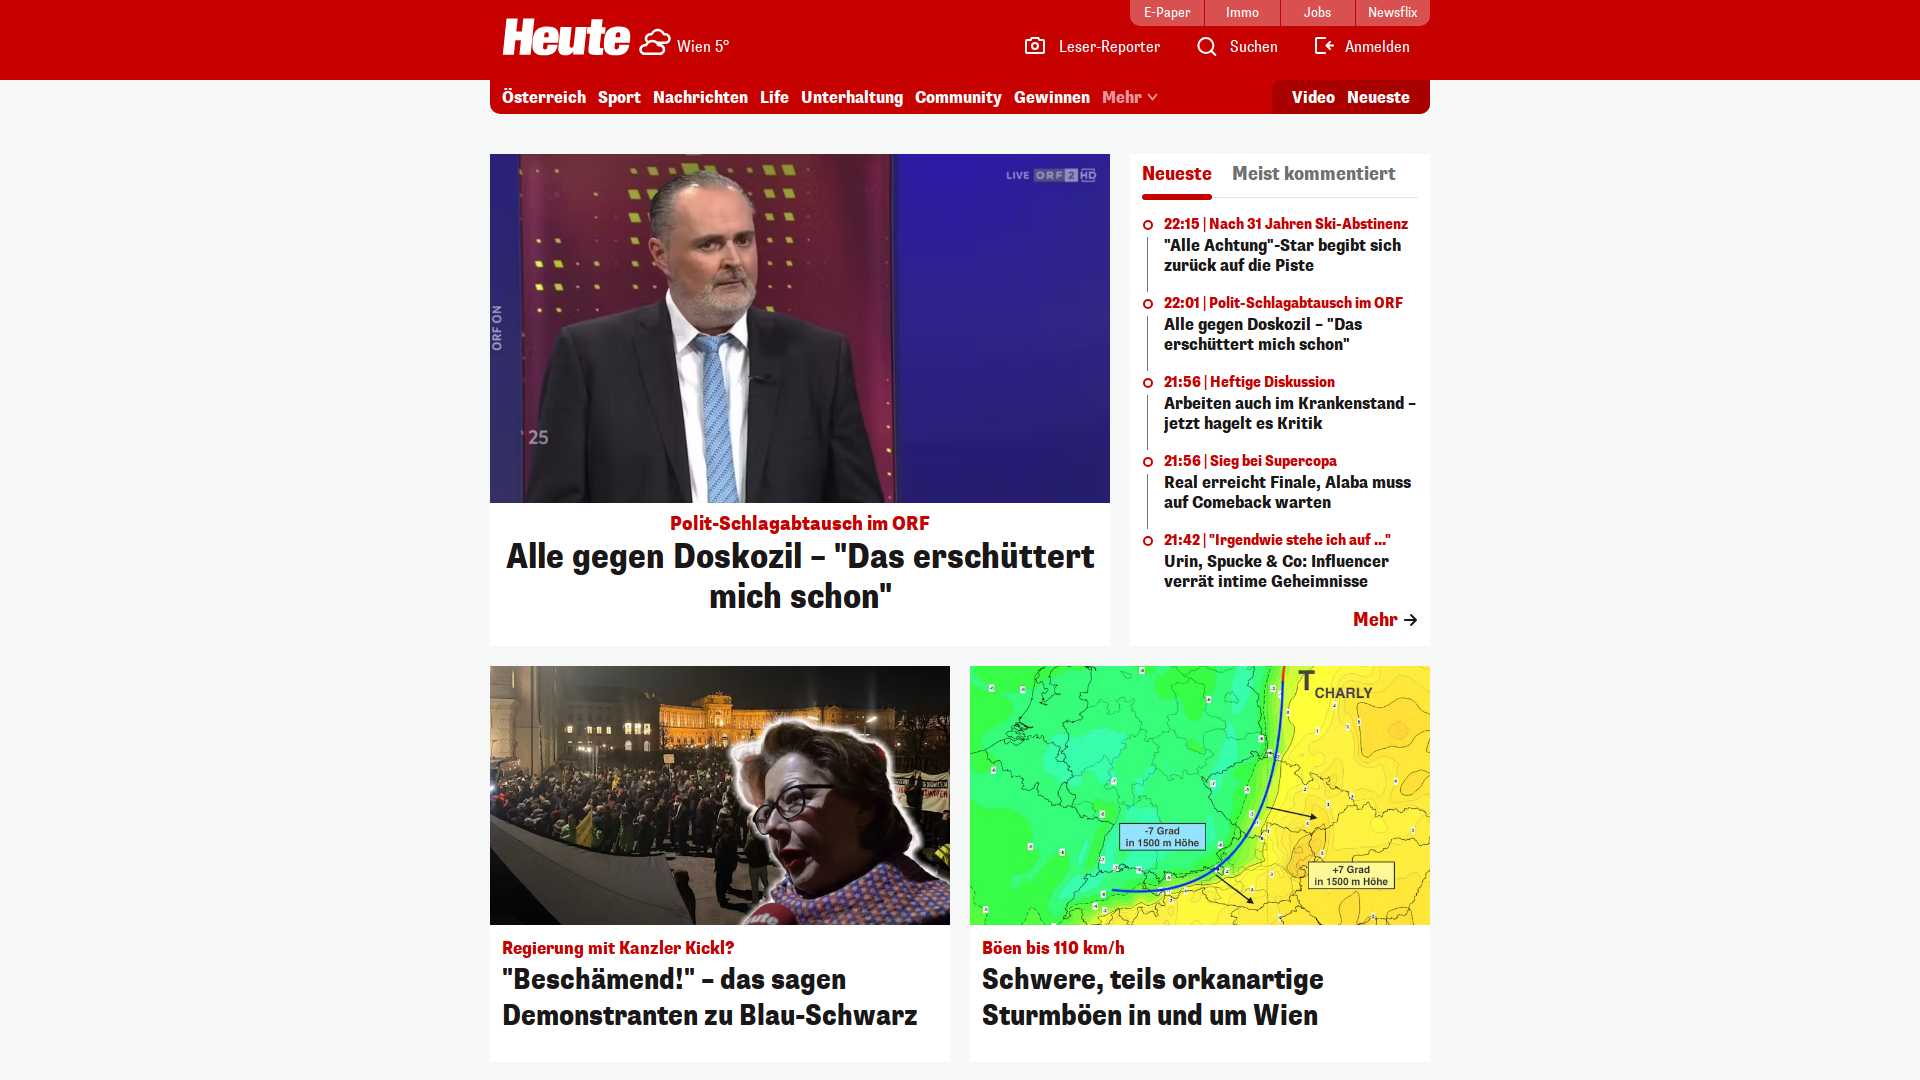 E-Paper
Immo
Jobs
Newsflix
Heute
Wien 5°
Leser-Reporter
Suchen
Anmelden
Österreich
Sport
Nachrichten
Life
Unterhaltung
Community
Gewinnen
Mehr
Video
Neueste
LIVE ORF 2 HD
ORF ON
25
Polit-Schlagabtausch im ORF
Alle gegen Doskozil – "Das erschüttert
mich schon"
Neueste
Meist kommentiert
22:15 | Nach 31 Jahren Ski-Abstinenz
"Alle Achtung"-Star begibt sich
zurück auf die Piste
22:01 | Polit-Schlagabtausch im ORF
Alle gegen Doskozil – "Das
erschüttert mich schon"
21:56 | Heftige Diskussion
Arbeiten auch im Krankenstand –
jetzt hagelt es Kritik
21:56 | Sieg bei Supercopa
Real erreicht Finale, Alaba muss
auf Comeback warten
21:42 | "Irgendwie stehe ich auf ..."
Urin, Spucke & Co: Influencer
verrät intime Geheimnisse
Mehr
Regierung mit Kanzler Kickl?
"Beschämend!" – das sagen
Demonstranten zu Blau-Schwarz
T CHARLY
-7 Grad
in 1500 m Höhe
+7 Grad
in 1500 m Höhe
Böen bis 110 km/h
Schwere, teils orkanartige
Sturmböen in und um Wien